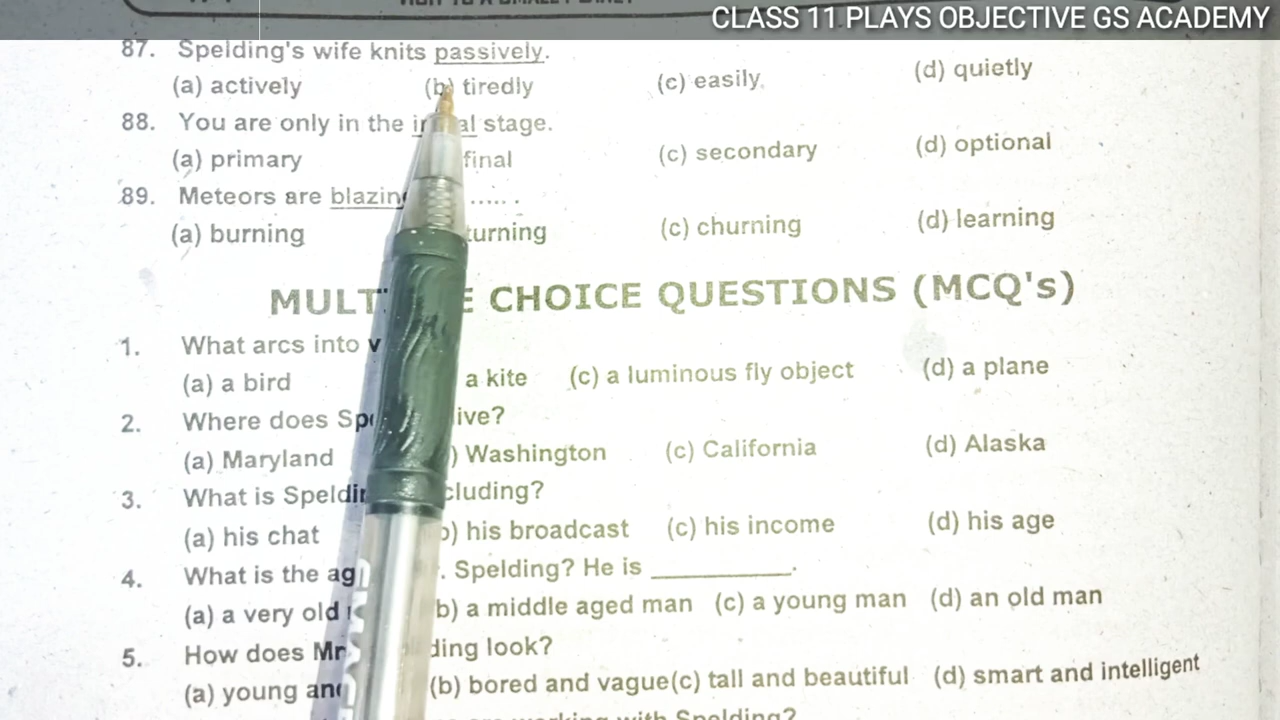 CLASS 11 PLAYS OBJECTIVE GS ACADEMY
87. Spelding's wife knits passively.
(a) actively (b) tiredly (c) easily. (d) quietly
88. You are only in the stage.
(a) primary final (c) secondary (d) optional
89. Meteors are ..... .
(a) burning turning (c) churning (d) learning
CHOICE QUESTIONS (MCQ's)
1. What arcs into
(a) a bird a kite (c) a luminous fly object (d) a plane
2. Where does
(a) Maryland Washington (c) California (d) Alaska
3. What is
(a) his chat his broadcast (c) his income (d) his age
4. What is the . Spelding? He is __________.
(a) a very old b) a middle aged man (c) a young man (d) an old man
5. How does look?
(a) young (b) bored and vague(c) tall and beautiful (d) smart and intelligent
working with Spelding?